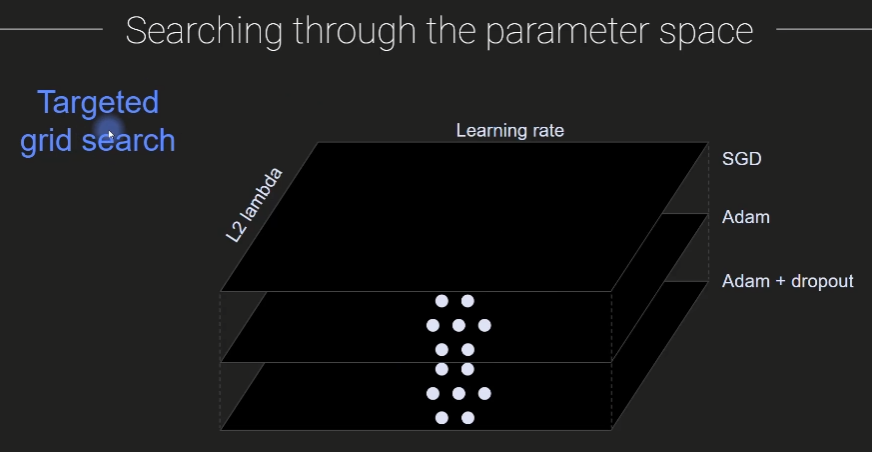 Searching through the parameter space
Targeted
grid search
Learning rate
L2 lambda
SGD
Adam
Adam + dropout